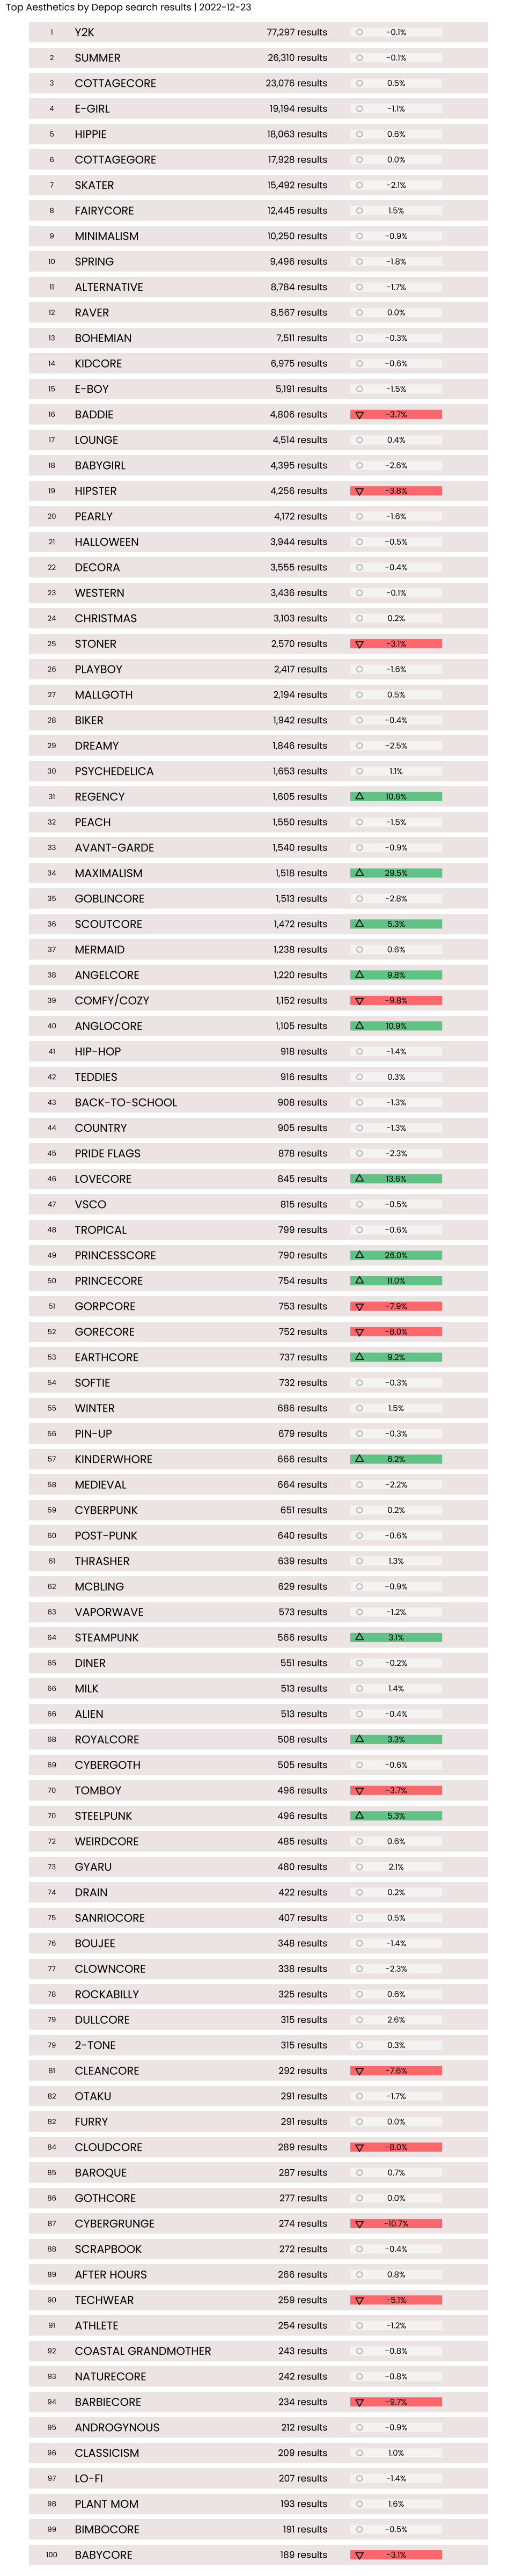 Top Aesthetics by Depop search results | 2022-12-23
1 Y2K 77,297 results -0.1%
2 SUMMER 26,310 results -0.1%
3 COTTAGECORE 23,076 results 0.5%
4 E-GIRL 19,194 results -1.1%
5 HIPPIE 18,063 results 0.6%
6 COTTAGEGORE 17,928 results 0.0%
7 SKATER 15,492 results -2.1%
8 FAIRYCORE 12,445 results 1.5%
9 MINIMALISM 10,250 results -0.9%
10 SPRING 9,496 results -1.8%
11 ALTERNATIVE 8,784 results -1.7%
12 RAVER 8,567 results 0.0%
13 BOHEMIAN 7,511 results -0.3%
14 KIDCORE 6,975 results -0.6%
15 E-BOY 5,191 results -1.5%
16 BADDIE 4,806 results -3.7%
17 LOUNGE 4,514 results 0.4%
18 BABYGIRL 4,395 results -2.6%
19 HIPSTER 4,256 results -3.8%
20 PEARLY 4,172 results -1.6%
21 HALLOWEEN 3,944 results -0.5%
22 DECORA 3,555 results -0.4%
23 WESTERN 3,436 results -0.1%
24 CHRISTMAS 3,103 results 0.2%
25 STONER 2,570 results -3.1%
26 PLAYBOY 2,417 results -1.6%
27 MALLGOTH 2,194 results 0.5%
28 BIKER 1,942 results -0.4%
29 DREAMY 1,846 results -2.5%
30 PSYCHEDELICA 1,653 results 1.1%
31 REGENCY 1,605 results 10.6%
32 PEACH 1,550 results -1.5%
33 AVANT-GARDE 1,540 results -0.9%
34 MAXIMALISM 1,518 results 29.5%
35 GOBLINCORE 1,513 results -2.8%
36 SCOUTCORE 1,472 results 5.3%
37 MERMAID 1,238 results 0.6%
38 ANGELCORE 1,220 results 9.8%
39 COMFY/COZY 1,152 results -9.8%
40 ANGLOCORE 1,105 results 10.9%
41 HIP-HOP 918 results -1.4%
42 TEDDIES 916 results 0.3%
43 BACK-TO-SCHOOL 908 results -1.3%
44 COUNTRY 905 results -1.3%
45 PRIDE FLAGS 878 results -2.3%
46 LOVECORE 845 results 13.6%
47 VSCO 815 results -0.5%
48 TROPICAL 799 results -0.6%
49 PRINCESSCORE 790 results 26.0%
50 PRINCECORE 754 results 11.0%
51 GORPCORE 753 results -7.9%
52 GORECORE 752 results -8.0%
53 EARTHCORE 737 results 9.2%
54 SOFTIE 732 results -0.3%
55 WINTER 686 results 1.5%
56 PIN-UP 679 results -0.3%
57 KINDERWHORE 666 results 6.2%
58 MEDIEVAL 664 results -2.2%
59 CYBERPUNK 651 results 0.2%
60 POST-PUNK 640 results -0.6%
61 THRASHER 639 results 1.3%
62 MCBLING 629 results -0.9%
63 VAPORWAVE 573 results -1.2%
64 STEAMPUNK 566 results 3.1%
65 DINER 551 results -0.2%
66 MILK 513 results 1.4%
66 ALIEN 513 results -0.4%
68 ROYALCORE 508 results 3.3%
69 CYBERGOTH 505 results -0.6%
70 TOMBOY 496 results -3.7%
70 STEELPUNK 496 results 5.3%
72 WEIRDCORE 485 results 0.6%
73 GYARU 480 results 2.1%
74 DRAIN 422 results 0.2%
75 SANRIOCORE 407 results 0.5%
76 BOUJEE 348 results -1.4%
77 CLOWNCORE 338 results -2.3%
78 ROCKABILLY 325 results 0.6%
79 DULLCORE 315 results 2.6%
79 2-TONE 315 results 0.3%
81 CLEANCORE 292 results -7.6%
82 OTAKU 291 results -1.7%
82 FURRY 291 results 0.0%
84 CLOUDCORE 289 results -8.0%
85 BAROQUE 287 results 0.7%
86 GOTHCORE 277 results 0.0%
87 CYBERGRUNGE 274 results -10.7%
88 SCRAPBOOK 272 results -0.4%
89 AFTER HOURS 266 results 0.8%
90 TECHWEAR 259 results -5.1%
91 ATHLETE 254 results -1.2%
92 COASTAL GRANDMOTHER 243 results -0.8%
93 NATURECORE 242 results -0.8%
94 BARBIECORE 234 results -9.7%
95 ANDROGYNOUS 212 results -0.9%
96 CLASSICISM 209 results 1.0%
97 LO-FI 207 results -1.4%
98 PLANT MOM 193 results 1.6%
99 BIMBOCORE 191 results -0.5%
100 BABYCORE 189 results -3.1%